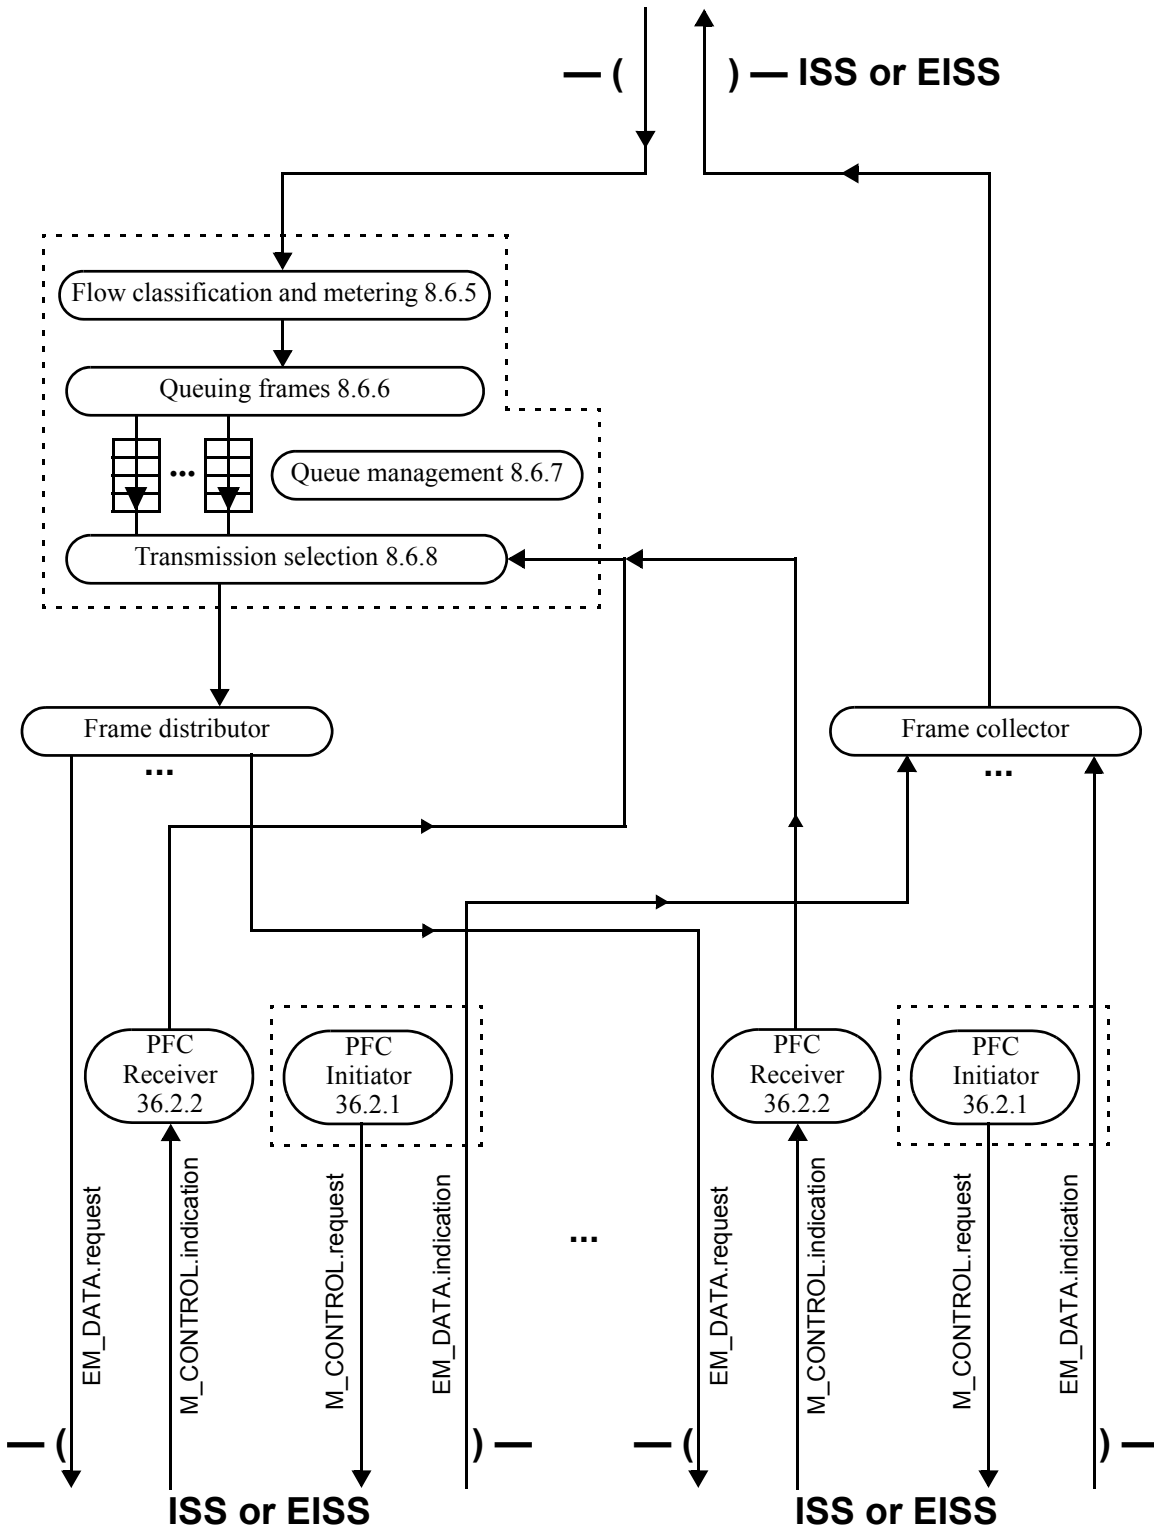 — ( ) — ISS or EISS
Flow classification and metering 8.6.5
Queuing frames 8.6.6
...
Queue management 8.6.7
Transmission selection 8.6.8
Frame distributor
...
Frame collector
...
PFC
Receiver
36.2.2
PFC
Initiator
36.2.1
PFC
Receiver
36.2.2
PFC
Initiator
36.2.1
EM_DATA.request
M_CONTROL.indication
M_CONTROL.request
EM_DATA.indication
...
EM_DATA.request
M_CONTROL.indication
M_CONTROL.request
EM_DATA.indication
— ( ) —
— ( ) —
ISS or EISS
ISS or EISS